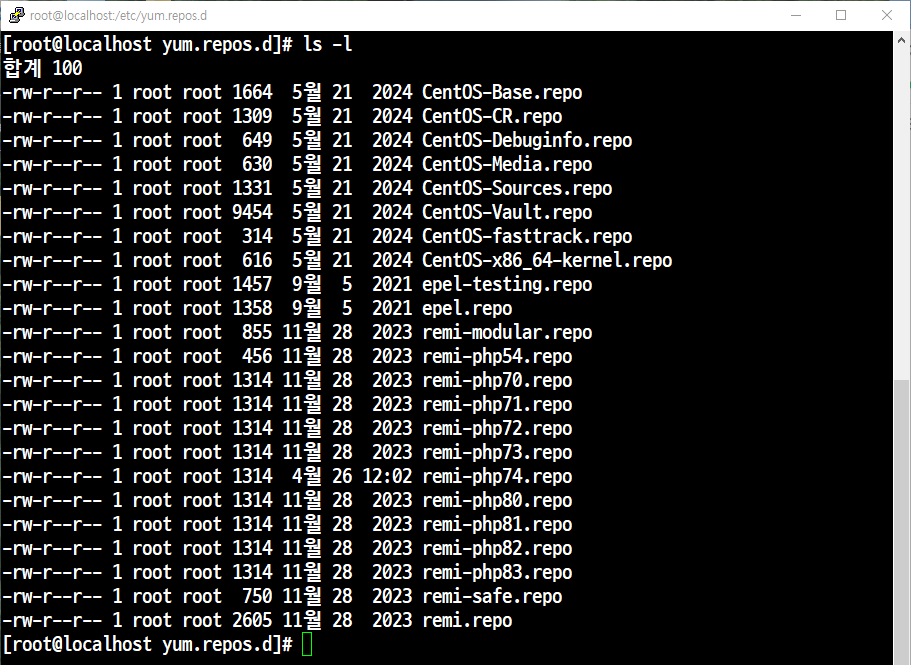 root@localhost:/etc/yum.repos.d
[root@localhost yum.repos.d]# ls -l
합계 100
-rw-r--r-- 1 root root 1664  5월 21  2024 CentOS-Base.repo
-rw-r--r-- 1 root root 1309  5월 21  2024 CentOS-CR.repo
-rw-r--r-- 1 root root  649  5월 21  2024 CentOS-Debuginfo.repo
-rw-r--r-- 1 root root  630  5월 21  2024 CentOS-Media.repo
-rw-r--r-- 1 root root 1331  5월 21  2024 CentOS-Sources.repo
-rw-r--r-- 1 root root 9454  5월 21  2024 CentOS-Vault.repo
-rw-r--r-- 1 root root  314  5월 21  2024 CentOS-fasttrack.repo
-rw-r--r-- 1 root root  616  5월 21  2024 CentOS-x86_64-kernel.repo
-rw-r--r-- 1 root root 1457  9월  5  2021 epel-testing.repo
-rw-r--r-- 1 root root 1358  9월  5  2021 epel.repo
-rw-r--r-- 1 root root  855 11월 28  2023 remi-modular.repo
-rw-r--r-- 1 root root  456 11월 28  2023 remi-php54.repo
-rw-r--r-- 1 root root 1314 11월 28  2023 remi-php70.repo
-rw-r--r-- 1 root root 1314 11월 28  2023 remi-php71.repo
-rw-r--r-- 1 root root 1314 11월 28  2023 remi-php72.repo
-rw-r--r-- 1 root root 1314 11월 28  2023 remi-php73.repo
-rw-r--r-- 1 root root 1314  4월 26 12:02 remi-php74.repo
-rw-r--r-- 1 root root 1314 11월 28  2023 remi-php80.repo
-rw-r--r-- 1 root root 1314 11월 28  2023 remi-php81.repo
-rw-r--r-- 1 root root 1314 11월 28  2023 remi-php82.repo
-rw-r--r-- 1 root root 1314 11월 28  2023 remi-php83.repo
-rw-r--r-- 1 root root  750 11월 28  2023 remi-safe.repo
-rw-r--r-- 1 root root 2605 11월 28  2023 remi.repo
[root@localhost yum.repos.d]#